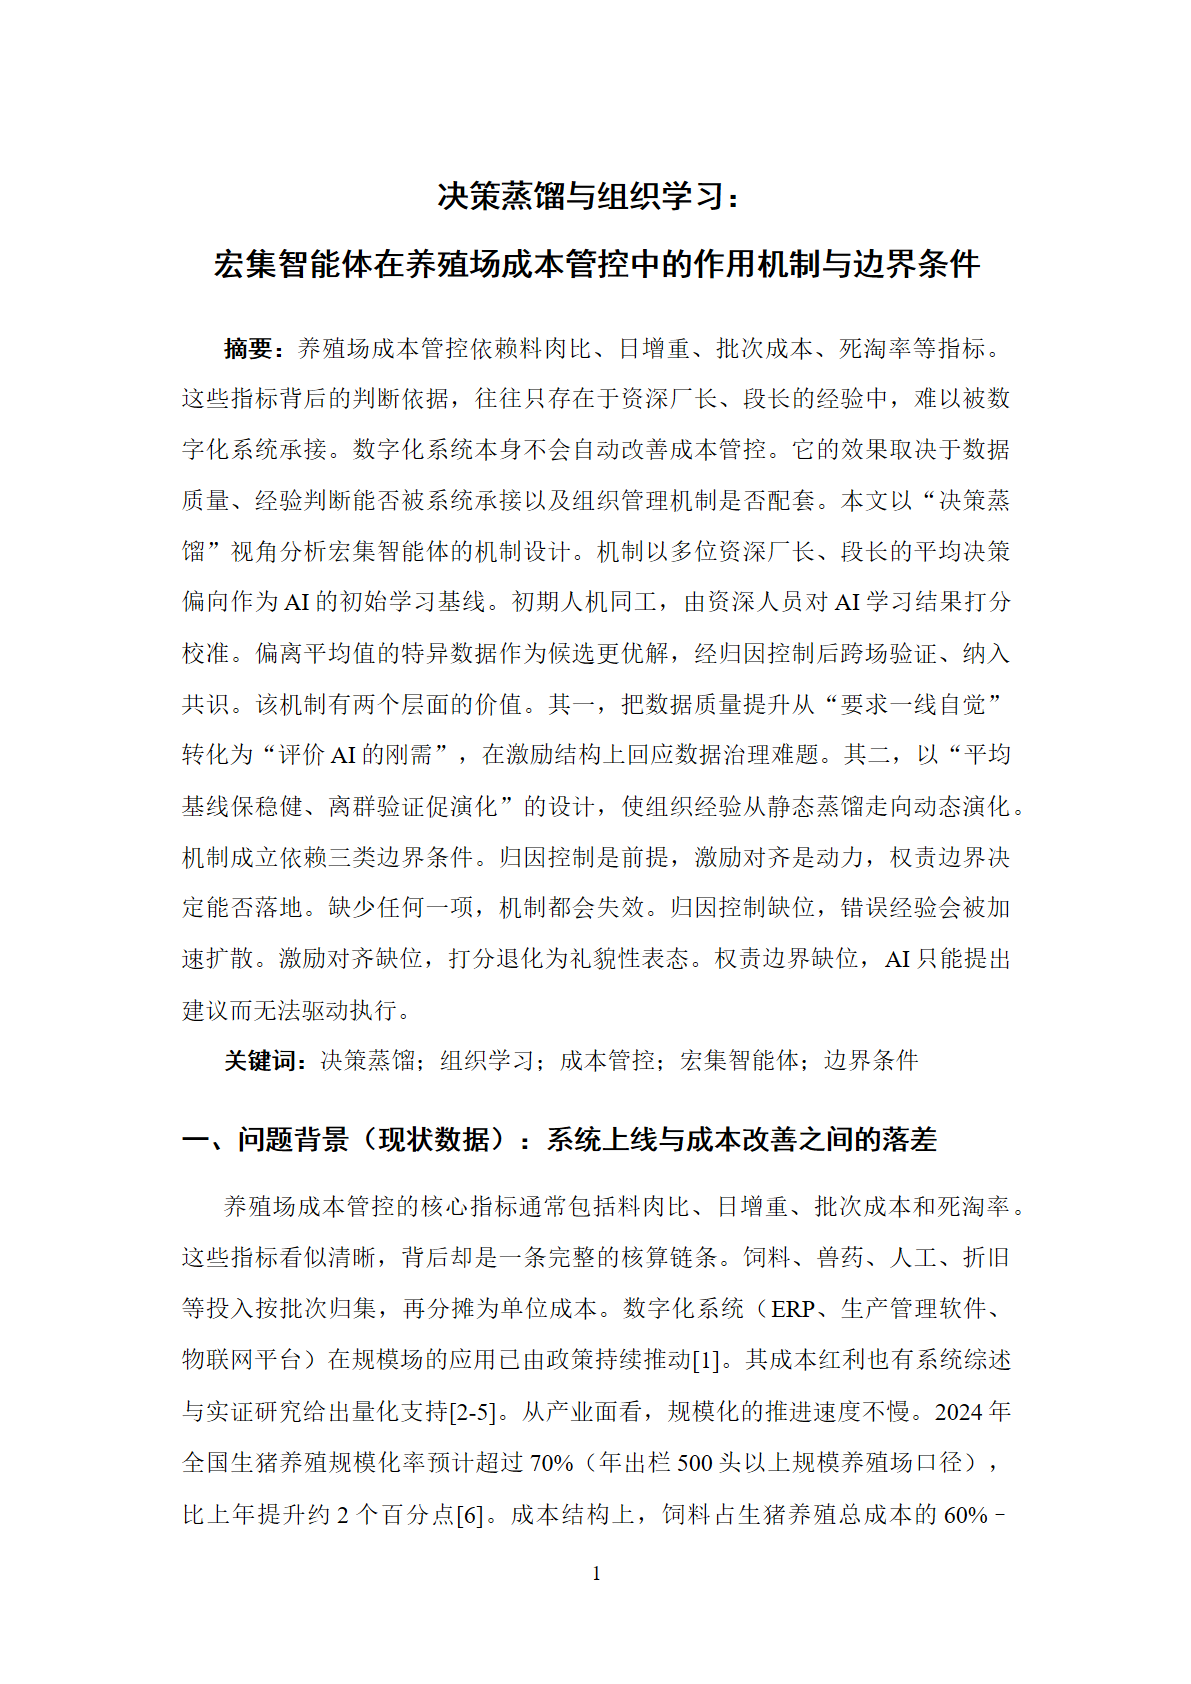 决策蒸馏与组织学习：
宏集智能体在养殖场成本管控中的作用机制与边界条件
摘要：养殖场成本管控依赖料肉比、日增重、批次成本、死淘率等指标。
这些指标背后的判断依据，往往只存在于资深厂长、段长的经验中，难以被数
字化系统承接。数字化系统本身不会自动改善成本管控。它的效果取决于数据
质量、经验判断能否被系统承接以及组织管理机制是否配套。本文以“决策蒸
馏”视角分析宏集智能体的机制设计。机制以多位资深厂长、段长的平均决策
偏向作为 AI 的初始学习基线。初期人机同工，由资深人员对 AI 学习结果打分
校准。偏离平均值的特异数据作为候选更优解，经归因控制后跨场验证、纳入
共识。该机制有两个层面的价值。其一，把数据质量提升从“要求一线自觉”
转化为“评价 AI 的刚需”，在激励结构上回应数据治理难题。其二，以“平均
基线保稳健、离群验证促演化”的设计，使组织经验从静态蒸馏走向动态演化。
机制成立依赖三类边界条件。归因控制是前提，激励对齐是动力，权责边界决
定能否落地。缺少任何一项，机制都会失效。归因控制缺位，错误经验会被加
速扩散。激励对齐缺位，打分退化为礼貌性表态。权责边界缺位，AI 只能提出
建议而无法驱动执行。
关键词：决策蒸馏；组织学习；成本管控；宏集智能体；边界条件
一、问题背景（现状数据）：系统上线与成本改善之间的落差
养殖场成本管控的核心指标通常包括料肉比、日增重、批次成本和死淘率。
这些指标看似清晰，背后却是一条完整的核算链条。饲料、兽药、人工、折旧
等投入按批次归集，再分摊为单位成本。数字化系统（ERP、生产管理软件、
物联网平台）在规模场的应用已由政策持续推动[1]。其成本红利也有系统综述
与实证研究给出量化支持[2-5]。从产业面看，规模化的推进速度不慢。2024 年
全国生猪养殖规模化率预计超过 70%（年出栏 500 头以上规模养殖场口径），
比上年提升约 2 个百分点[6]。成本结构上，饲料占生猪养殖总成本的 60%–
1